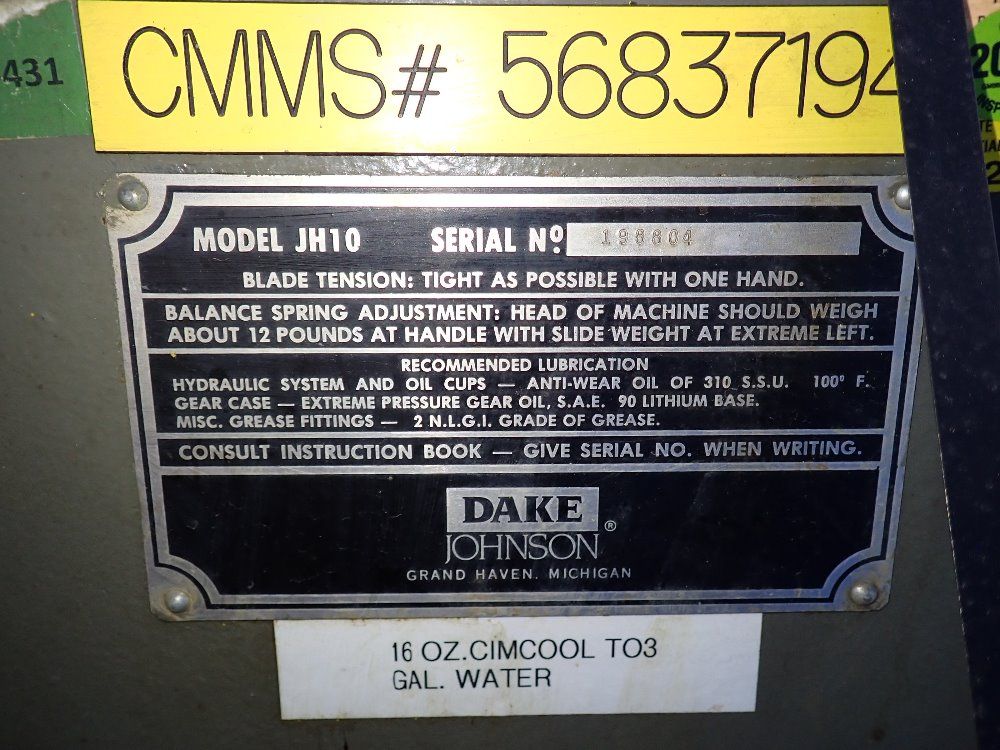 431
CMMS# 56837194
MODEL JH10 SERIAL Nº 198804
BLADE TENSION: TIGHT AS POSSIBLE WITH ONE HAND.
BALANCE SPRING ADJUSTMENT: HEAD OF MACHINE SHOULD WEIGH
ABOUT 12 POUNDS AT HANDLE WITH SLIDE WEIGHT AT EXTREME LEFT.
RECOMMENDED LUBRICATION
HYDRAULIC SYSTEM AND OIL CUPS — ANTI-WEAR OIL OF 310 S.S.U. 100° F.
GEAR CASE — EXTREME PRESSURE GEAR OIL, S.A.E. 90 LITHIUM BASE.
MISC. GREASE FITTINGS — 2 N.L.G.I. GRADE OF GREASE.
CONSULT INSTRUCTION BOOK — GIVE SERIAL NO. WHEN WRITING.
DAKE ®
JOHNSON
GRAND HAVEN, MICHIGAN
16 OZ.CIMCOOL TO3
GAL. WATER